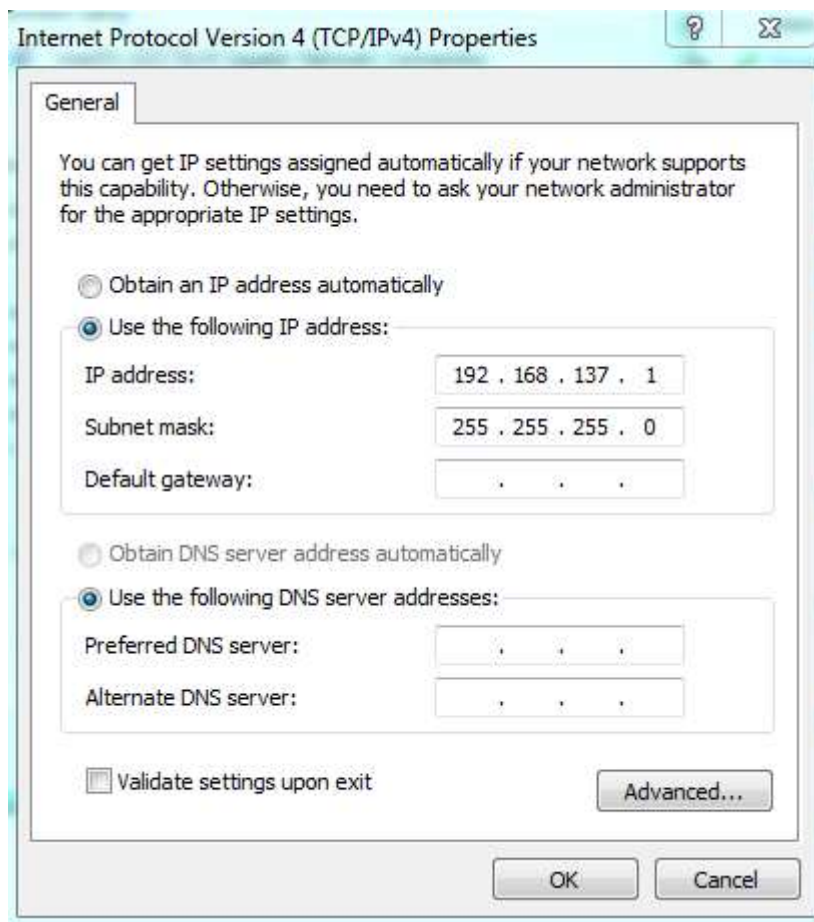 Internet Protocol Version 4 (TCP/IPv4) Properties
?
General
You can get IP settings assigned automatically if your network supports
this capability. Otherwise, you need to ask your network administrator
for the appropriate IP settings.
Obtain an IP address automatically
Use the following IP address:
IP address: 192 . 168 . 137 . 1
Subnet mask: 255 . 255 . 255 . 0
Default gateway: . . .
Obtain DNS server address automatically
Use the following DNS server addresses:
Preferred DNS server: . . .
Alternate DNS server: . . .
Validate settings upon exit
Advanced...
OK Cancel